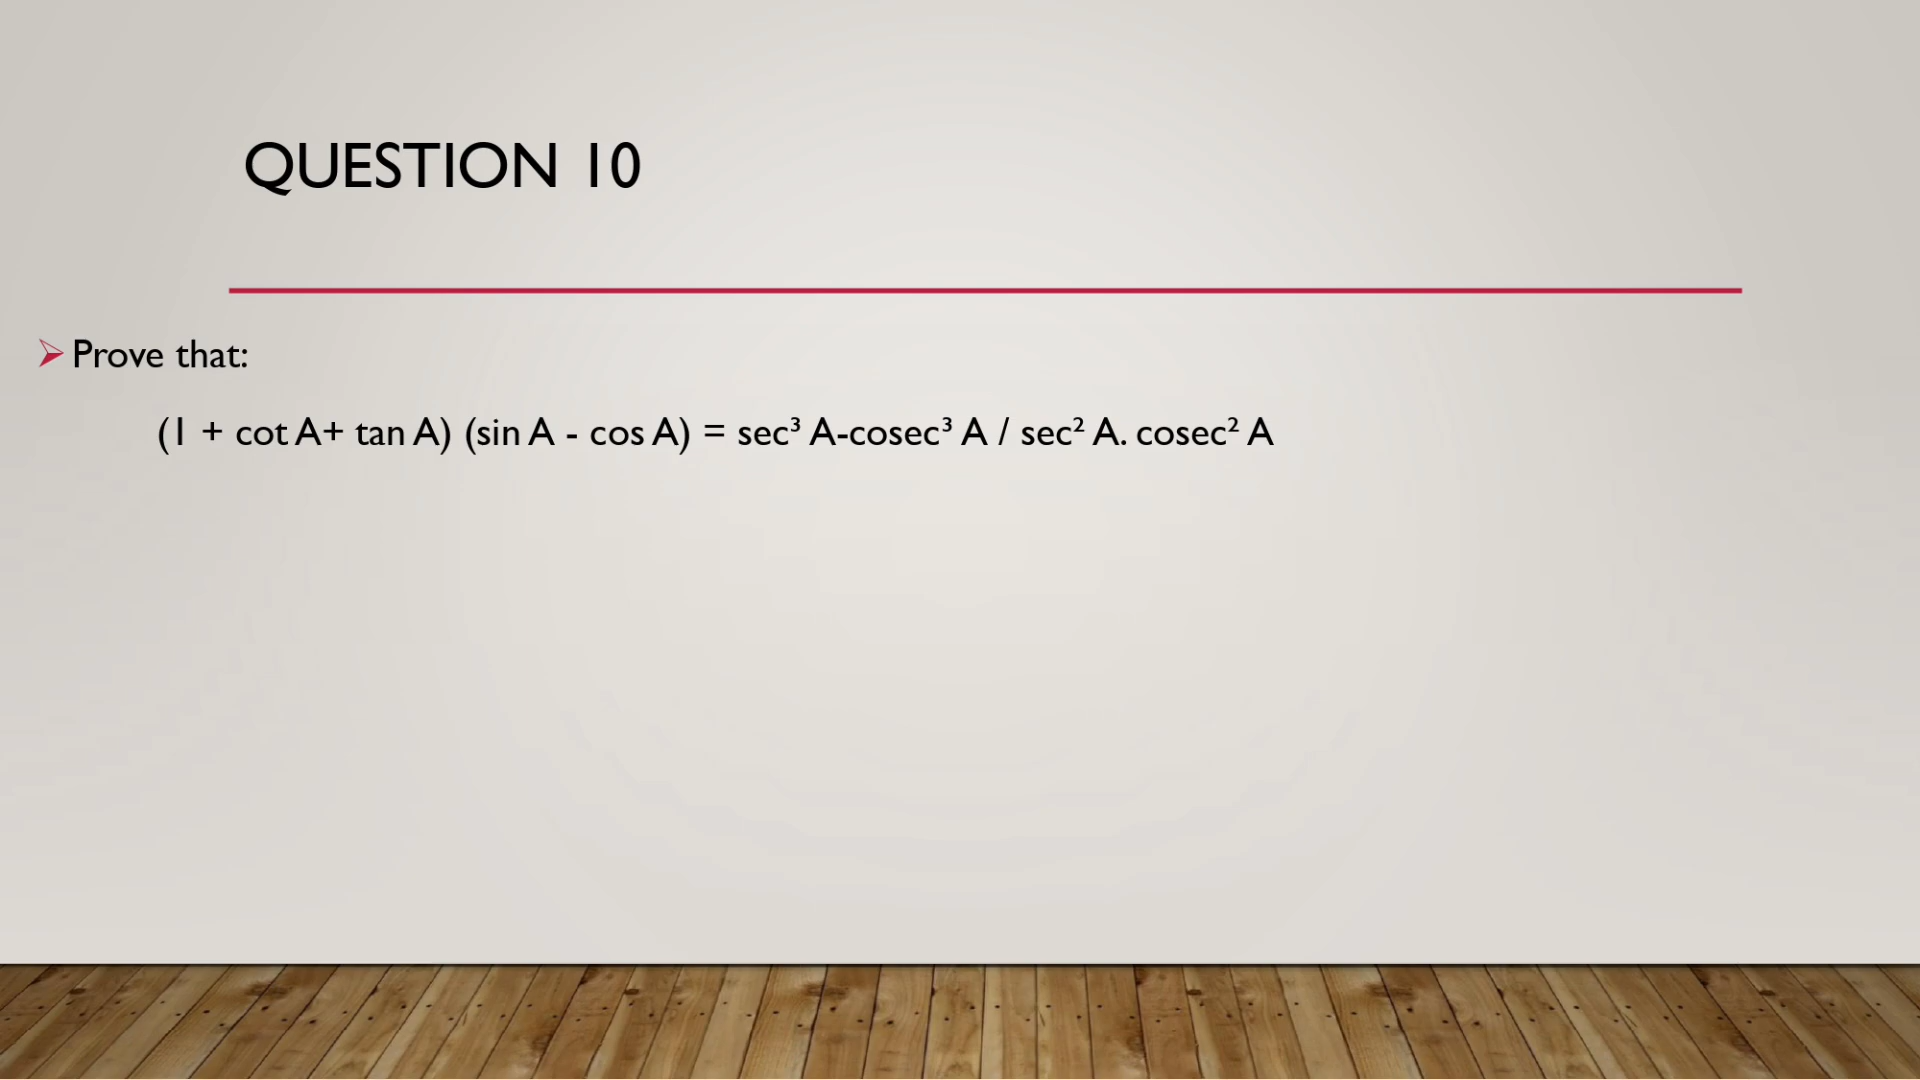 QUESTION 10
Prove that:
(1 + cot A+ tan A) (sin A - cos A) = sec³ A-cosec³ A / sec² A. cosec² A